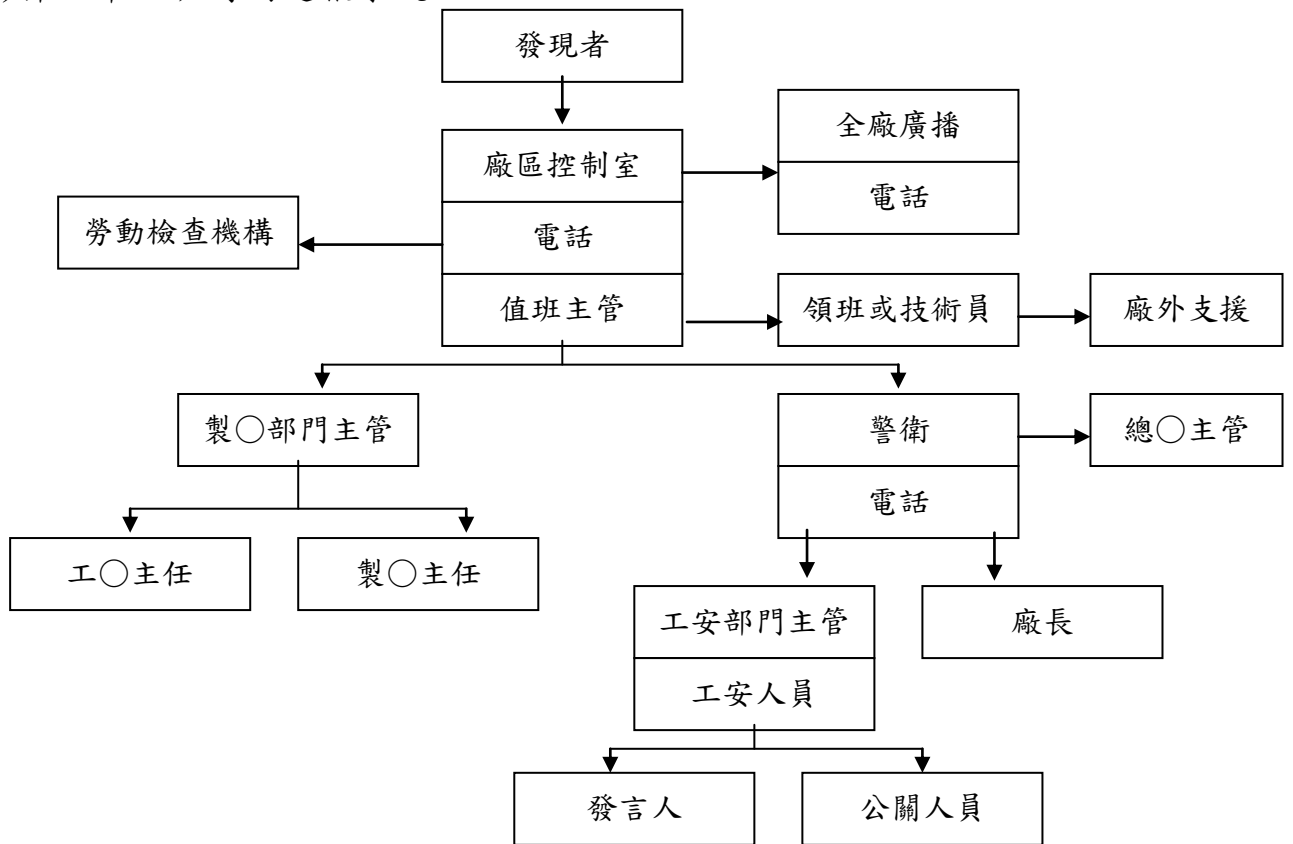 發現者
全廠廣播
廠區控制室
電話
勞動檢查機構
電話
值班主管
領班或技術員
廠外支援
製○部門主管
警衛
總○主管
電話
工○主任
製○主任
工安部門主管
廠長
工安人員
發言人
公關人員